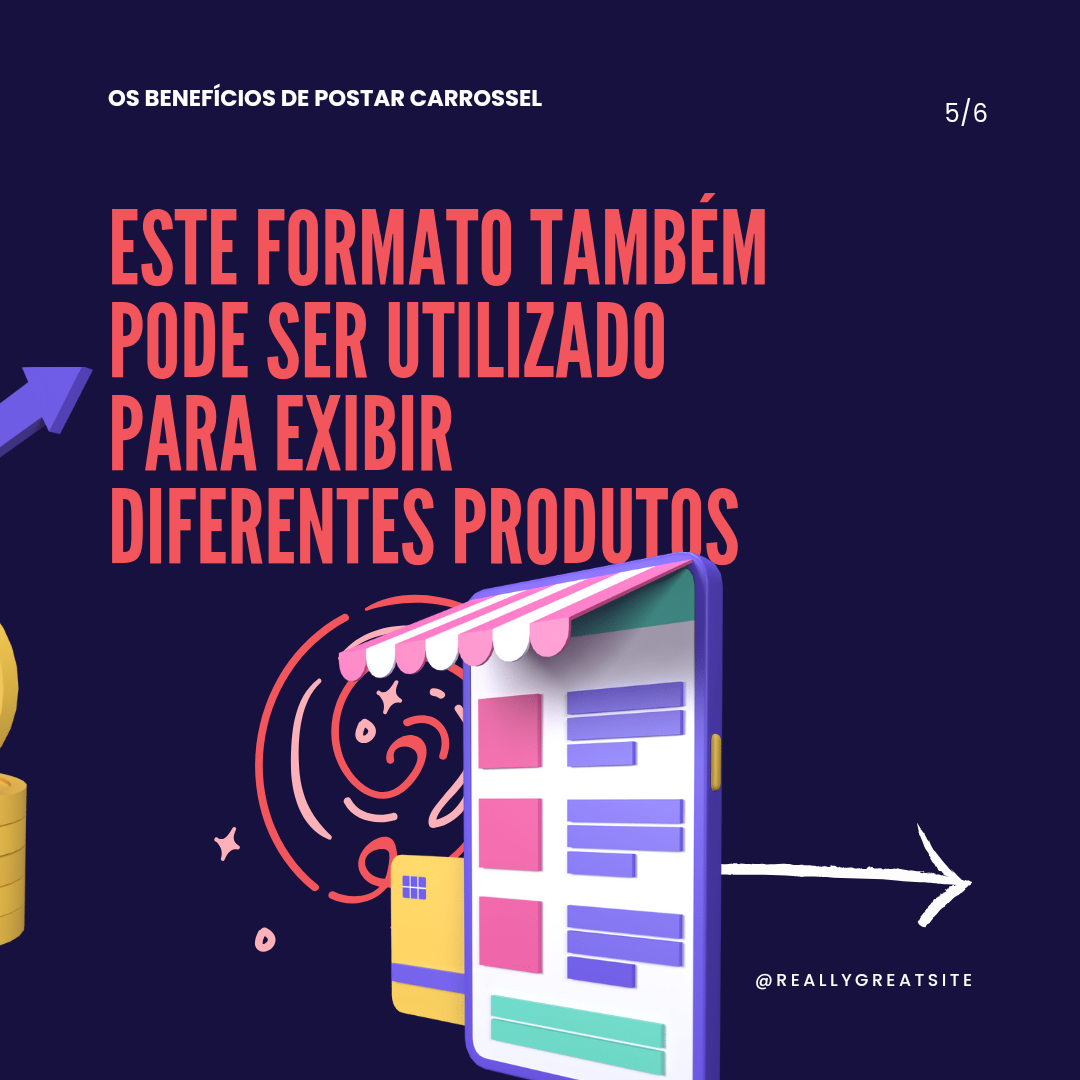 OS BENEFÍCIOS DE POSTAR CARROSSEL
5/6
ESTE FORMATO TAMBÉM
PODE SER UTILIZADO
PARA EXIBIR
DIFERENTES PRODUTOS
@REALLYGREATSITE